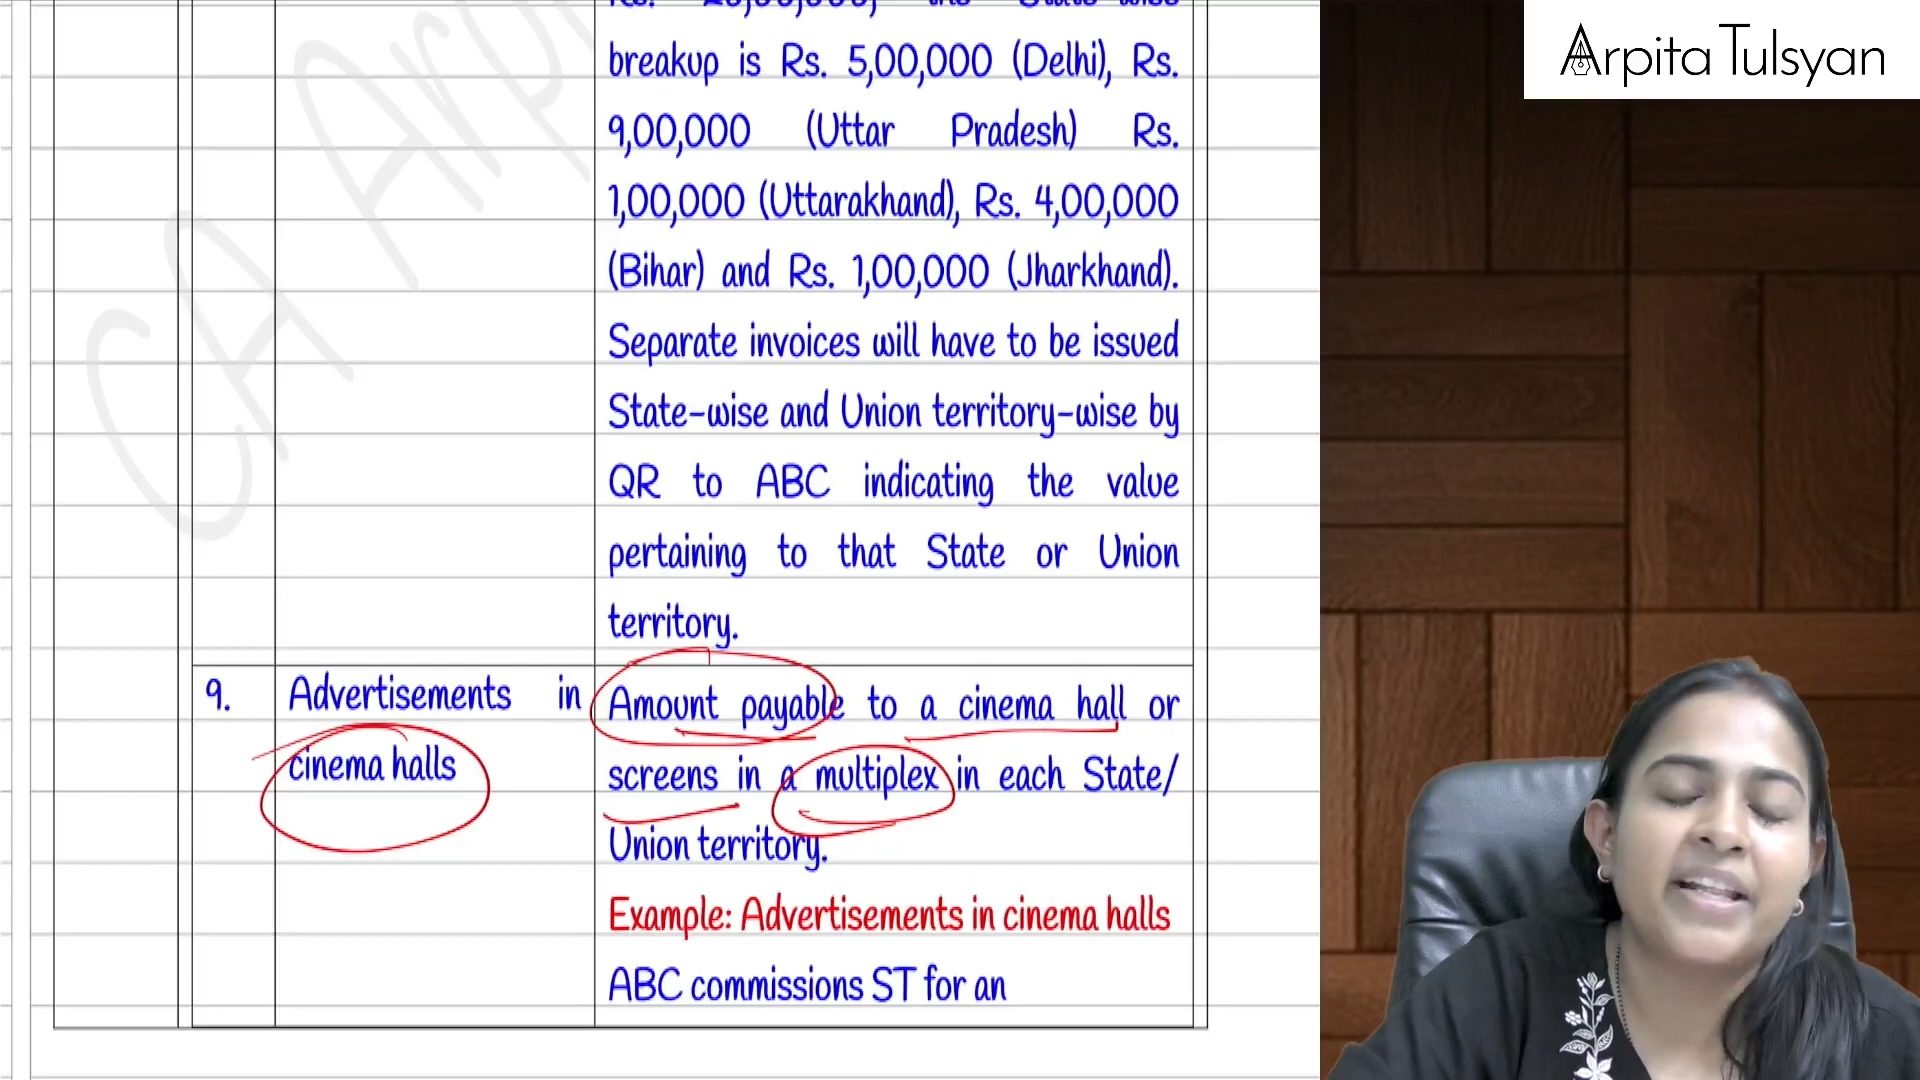 Arpita Tulsyan
breakup is Rs. 5,00,000 (Delhi), Rs.
9,00,000 (Uttar Pradesh) Rs.
1,00,000 (Uttarakhand), Rs. 4,00,000
(Bihar) and Rs. 1,00,000 (Jharkhand).
Separate invoices will have to be issued
State-wise and Union territory-wise by
QR to ABC indicating the value
pertaining to that State or Union
territory.
9. Advertisements in
cinema halls
Amount payable to a cinema hall or
screens in a multiplex in each State/
Union territory.
Example: Advertisements in cinema halls
ABC commissions ST for an
CA Arp